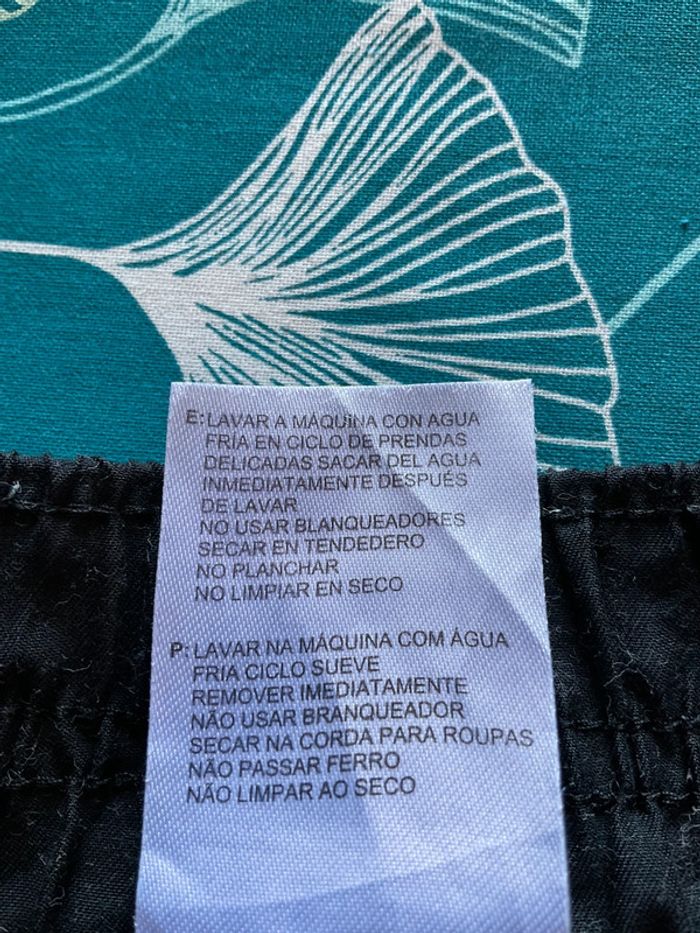 E: LAVAR A MÁQUINA CON AGUA
FRÍA EN CICLO DE PRENDAS
DELICADAS SACAR DEL AGUA
INMEDIATAMENTE DESPUÉS
DE LAVAR
NO USAR BLANQUEADORES
SECAR EN TENDEDERO
NO PLANCHAR
NO LIMPIAR EN SECO
P: LAVAR NA MÁQUINA COM ÁGUA
FRIA CICLO SUEVE
REMOVER IMEDIATAMENTE
NÃO USAR BRANQUEADOR
SECAR NA CORDA PARA ROUPAS
NÃO PASSAR FERRO
NÃO LIMPAR AO SECO